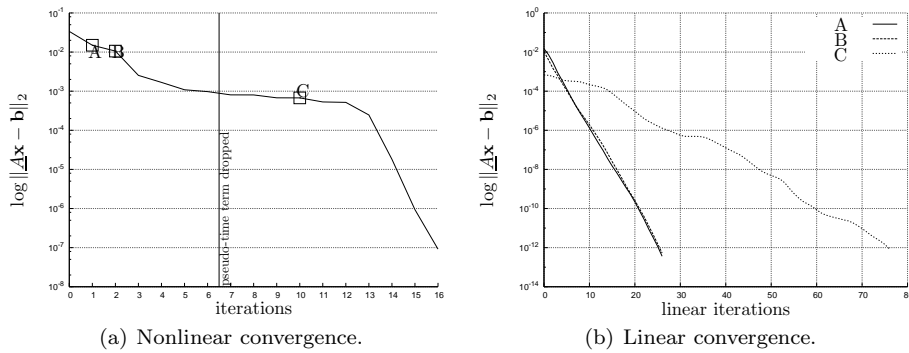 log ||Ax − b||₂
10⁻¹
10⁻²
10⁻³
10⁻⁴
10⁻⁵
10⁻⁶
10⁻⁷
10⁻⁸
A
B
C
pseudo-time term dropped
0 1 2 3 4 5 6 7 8 9 10 11 12 13 14 15 16
iterations
(a) Nonlinear convergence.
log ||Ax − b||₂
10⁰
10⁻²
10⁻⁴
10⁻⁶
10⁻⁸
10⁻¹⁰
10⁻¹²
10⁻¹⁴
A
B
C
0 10 20 30 40 50 60 70 80
linear iterations
(b) Linear convergence.